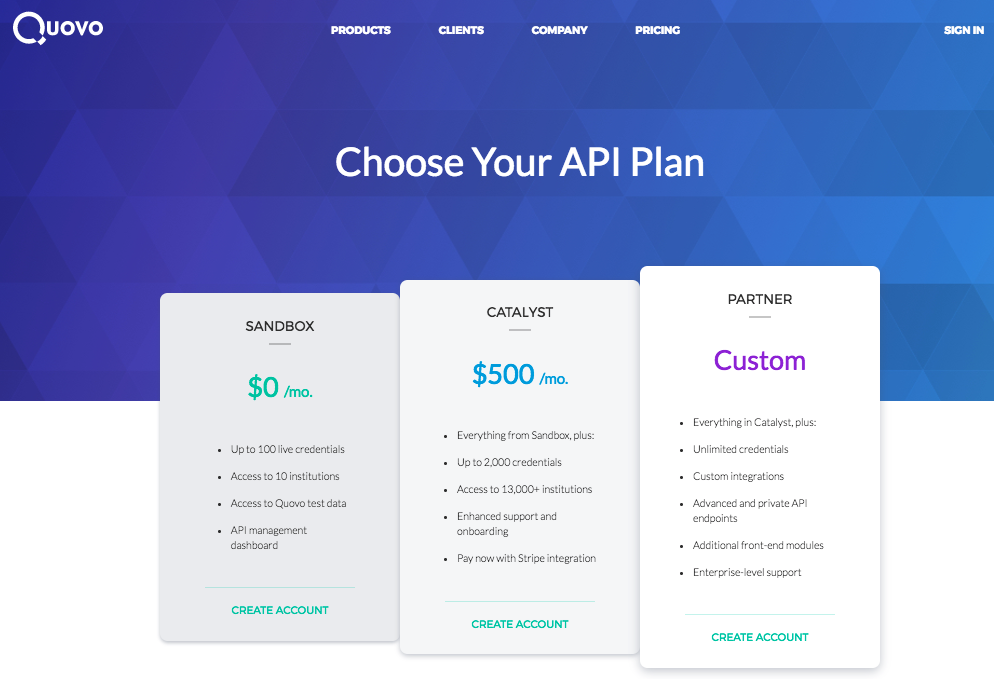 Quovo
PRODUCTS
CLIENTS
COMPANY
PRICING
SIGN IN
Choose Your API Plan
SANDBOX
$0 /mo.
Up to 100 live credentials
Access to 10 institutions
Access to Quovo test data
API management
dashboard
CREATE ACCOUNT
CATALYST
$500 /mo.
Everything from Sandbox, plus:
Up to 2,000 credentials
Access to 13,000+ institutions
Enhanced support and
onboarding
Pay now with Stripe integration
CREATE ACCOUNT
PARTNER
Custom
Everything in Catalyst, plus:
Unlimited credentials
Custom integrations
Advanced and private API
endpoints
Additional front-end modules
Enterprise-level support
CREATE ACCOUNT